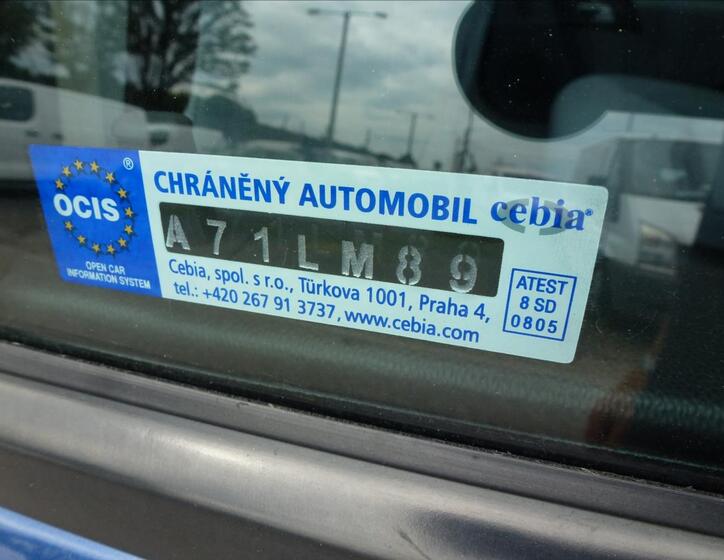 OCIS ®
OPEN CAR
INFORMATION SYSTEM
CHRÁNĚNÝ AUTOMOBIL cebia®
A71LM89
Cebia, spol. s r.o., Türkova 1001, Praha 4,
tel.: +420 267 91 3737, www.cebia.com
ATEST
8 SD
0805